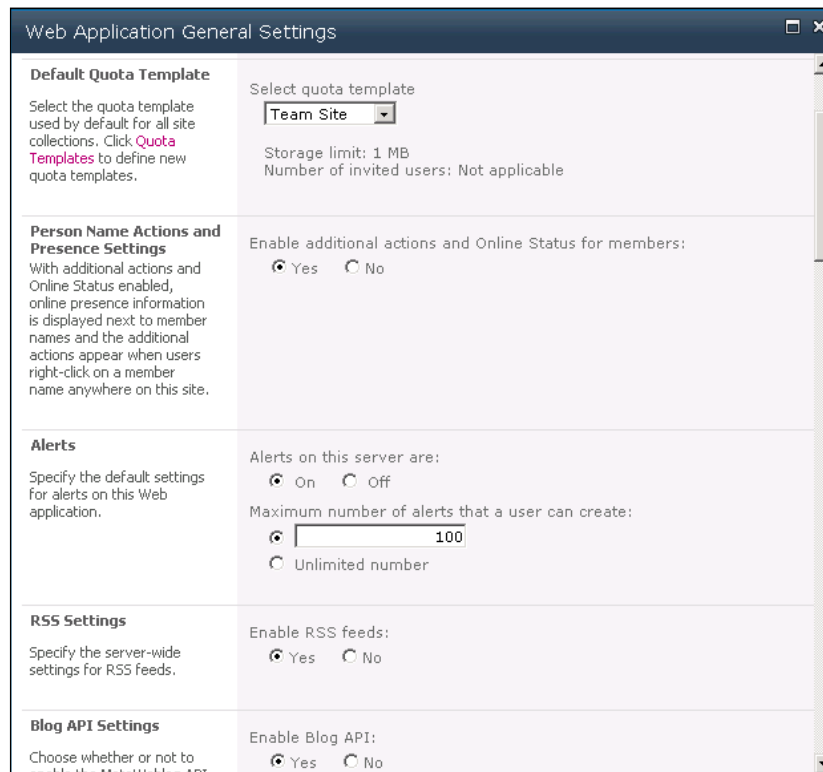 Web Application General Settings
Default Quota Template
Select the quota template
used by default for all site
collections. Click Quota
Templates to define new
quota templates.
Select quota template
Team Site
Storage limit: 1 MB
Number of invited users: Not applicable
Person Name Actions and
Presence Settings
With additional actions and
Online Status enabled,
online presence information
is displayed next to member
names and the additional
actions appear when users
right-click on a member
name anywhere on this site.
Enable additional actions and Online Status for members:
Yes No
Alerts
Specify the default settings
for alerts on this Web
application.
Alerts on this server are:
On Off
Maximum number of alerts that a user can create:
100
Unlimited number
RSS Settings
Specify the server-wide
settings for RSS feeds.
Enable RSS feeds:
Yes No
Blog API Settings
Choose whether or not to
Enable Blog API:
Yes No